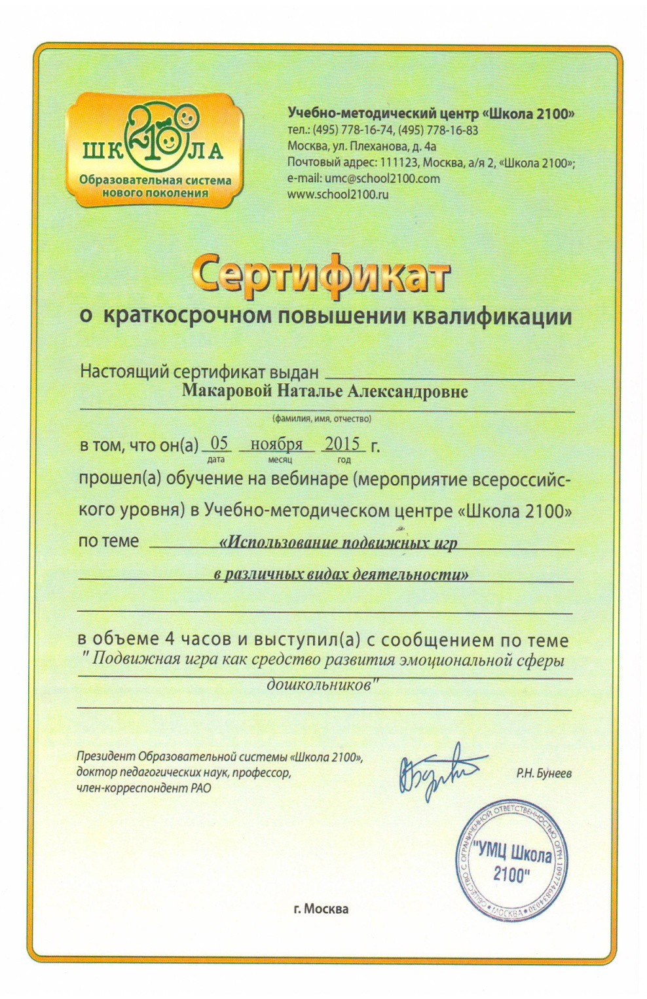 ШК 2100 ЛА
Образовательная система
нового поколения
Учебно-методический центр «Школа 2100»
тел.: (495) 778-16-74, (495) 778-16-83
Москва, ул. Плеханова, д. 4а
Почтовый адрес: 111123, Москва, а/я 2, «Школа 2100»;
e-mail: umc@school2100.com
www.school2100.ru
Сертификат
о краткосрочном повышении квалификации
Настоящий сертификат выдан
Макаровой Наталье Александровне
(фамилия, имя, отчество)
в том, что он(а) 05 ноября 2015 г.
дата месяц год
прошел(а) обучение на вебинаре (мероприятие всероссийс-
кого уровня) в Учебно-методическом центре «Школа 2100»
по теме «Использование подвижных игр
в различных видах деятельности»
в объеме 4 часов и выступил(а) с сообщением по теме
" Подвижная игра как средство развития эмоциональной сферы
дошкольников"
Президент Образовательной системы «Школа 2100»,
доктор педагогических наук, профессор,
член-корреспондент РАО
Р.Н. Бунеев
ОБЩЕСТВО С ОГРАНИЧЕННОЙ ОТВЕТСТВЕННОСТЬЮ ОГРН 1097746834030
• МОСКВА •
"УМЦ Школа
2100"
г. Москва